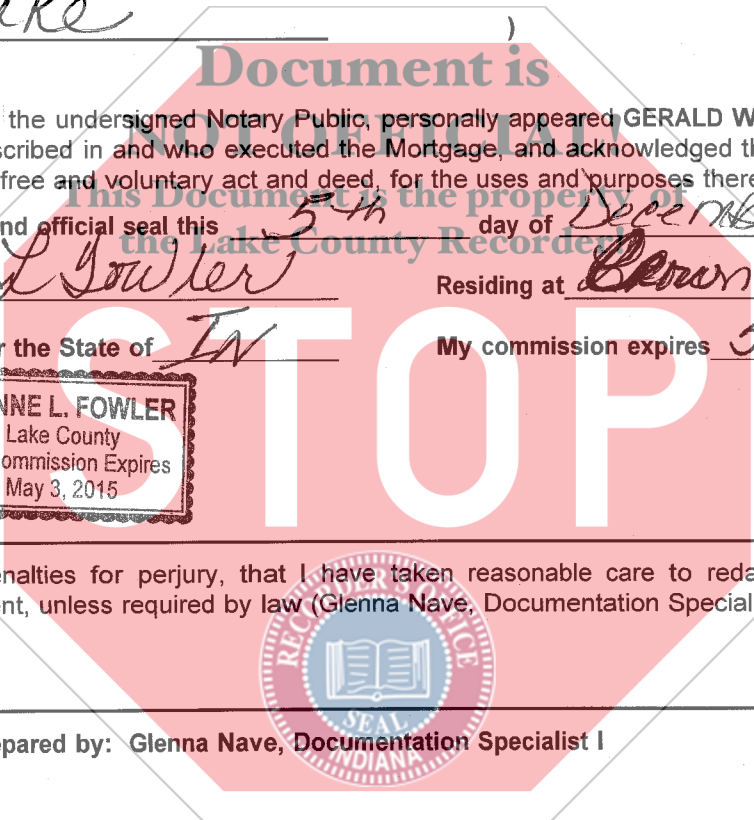 ake )
Document is
the undersigned Notary Public, personally appeared GERALD W
NOT OFFICIAL!
scribed in and who executed the Mortgage, and acknowledged th
free and voluntary act and deed, for the uses and purposes there
This Document is the property of
nd official seal this 5th day of Decemb
the Lake County Recorder!
L Fowler Residing at Crown
r the State of IN My commission expires
STOP
NNE L. FOWLER
Lake County
ommission Expires
May 3, 2015
enalties for perjury, that I have taken reasonable care to reda
ent, unless required by law (Glenna Nave, Documentation Special
RECORDER'S OFFICE
SEAL
INDIANA
epared by: Glenna Nave, Documentation Specialist I